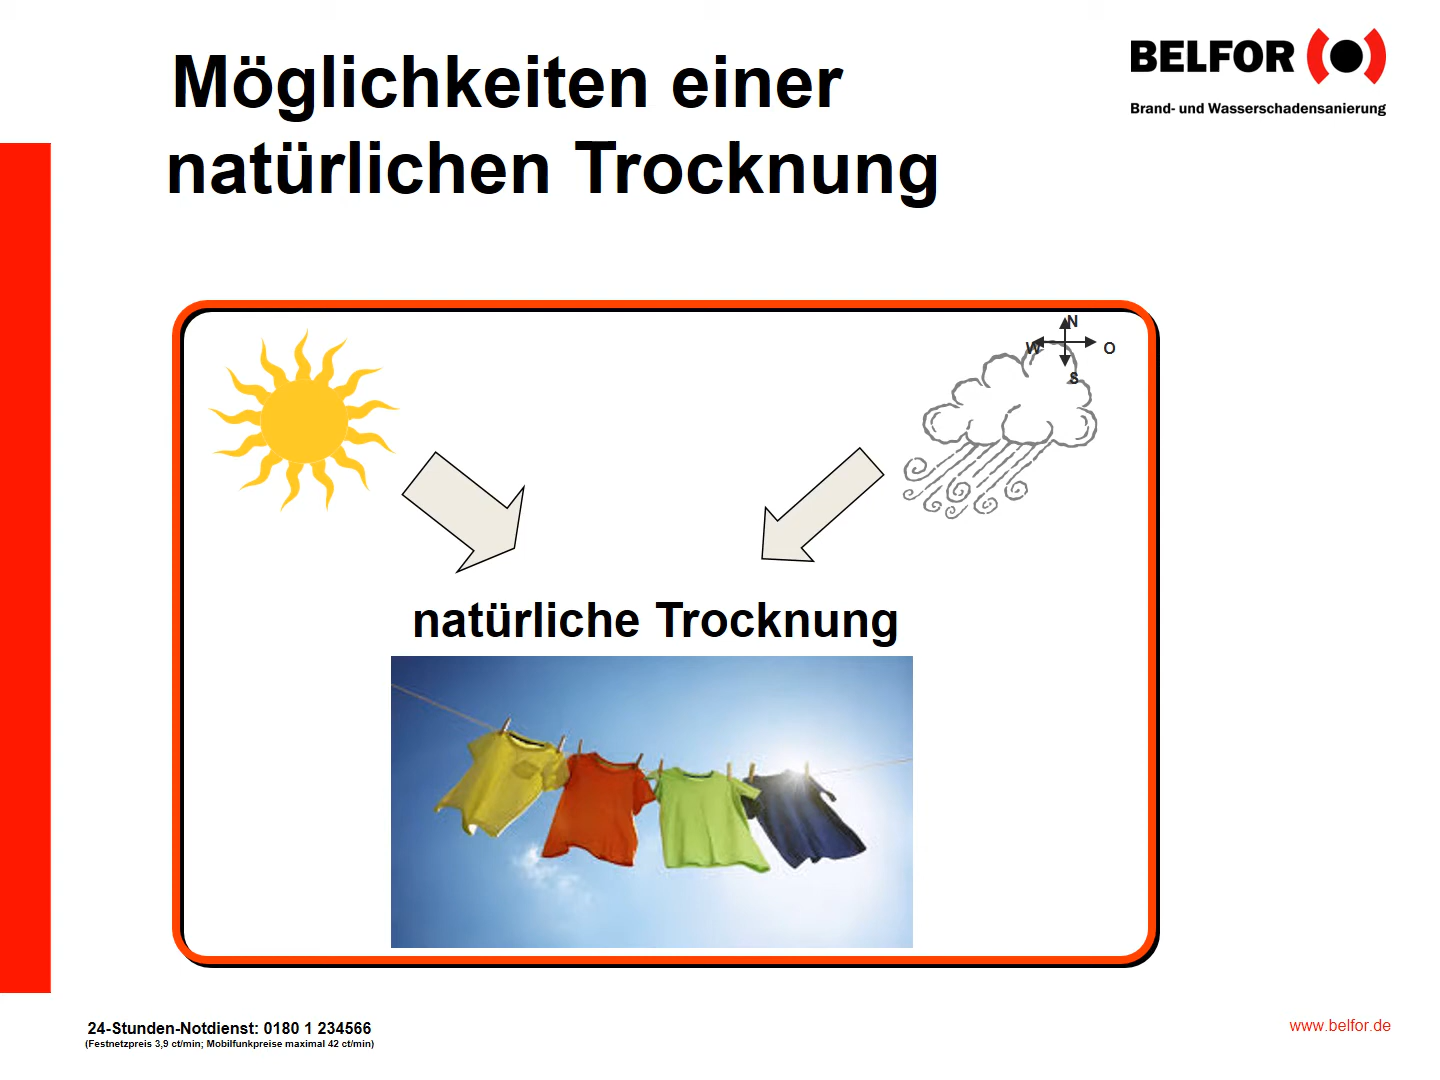 Möglichkeiten einer
natürlichen Trocknung
BELFOR
Brand- und Wasserschadensanierung
N
W
O
S
natürliche Trocknung
24-Stunden-Notdienst: 0180 1 234566
(Festnetzpreis 3,9 ct/min; Mobilfunkpreise maximal 42 ct/min)
www.belfor.de